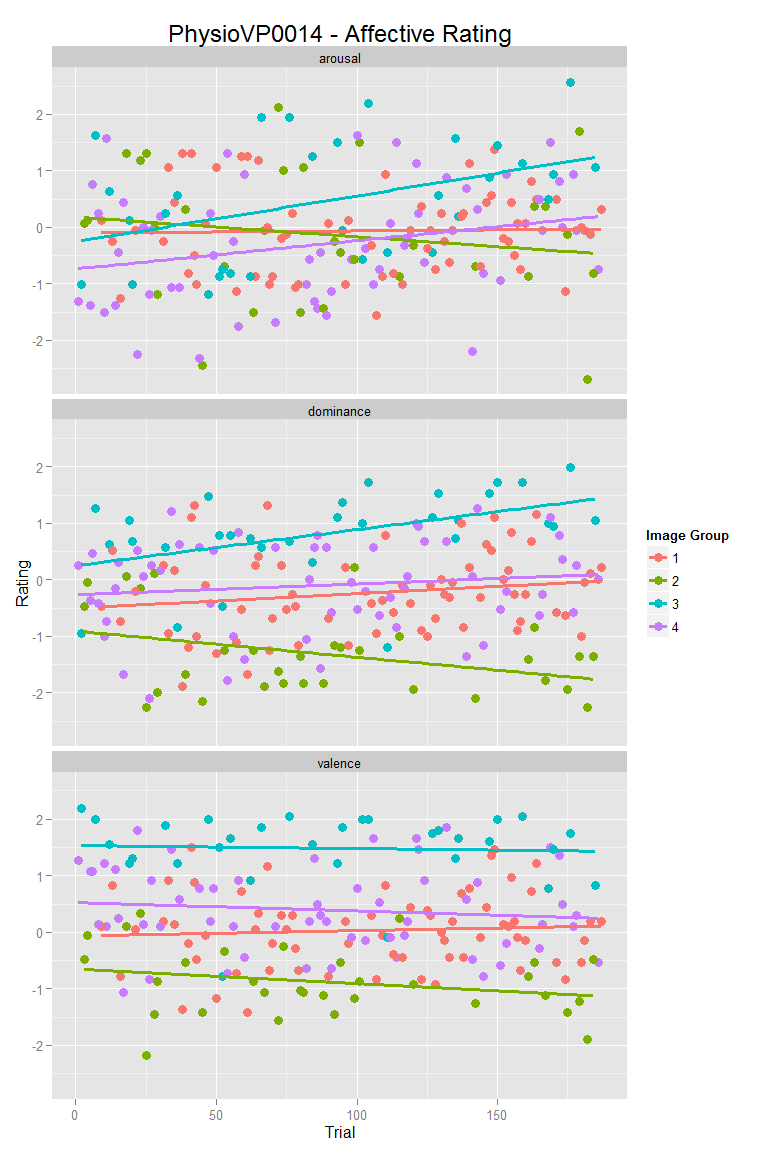 PhysioVP0014 - Affective Rating
arousal
2
1
0
-1
-2
dominance
2
1
0
-1
-2
Rating
valence
2
1
0
-1
-2
0 50 100 150
Trial
Image Group
1
2
3
4